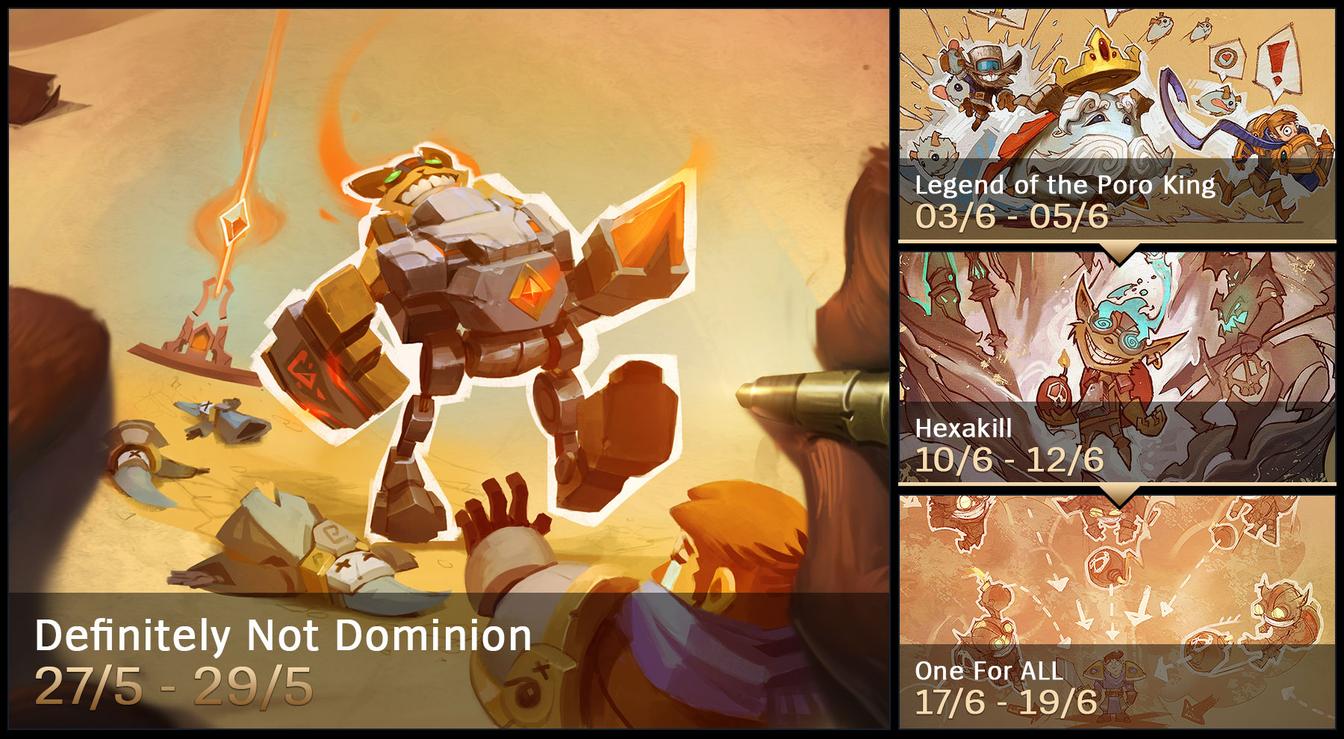 Definitely Not Dominion
27/5 - 29/5
Legend of the Poro King
03/6 - 05/6
Hexakill
10/6 - 12/6
One For ALL
17/6 - 19/6